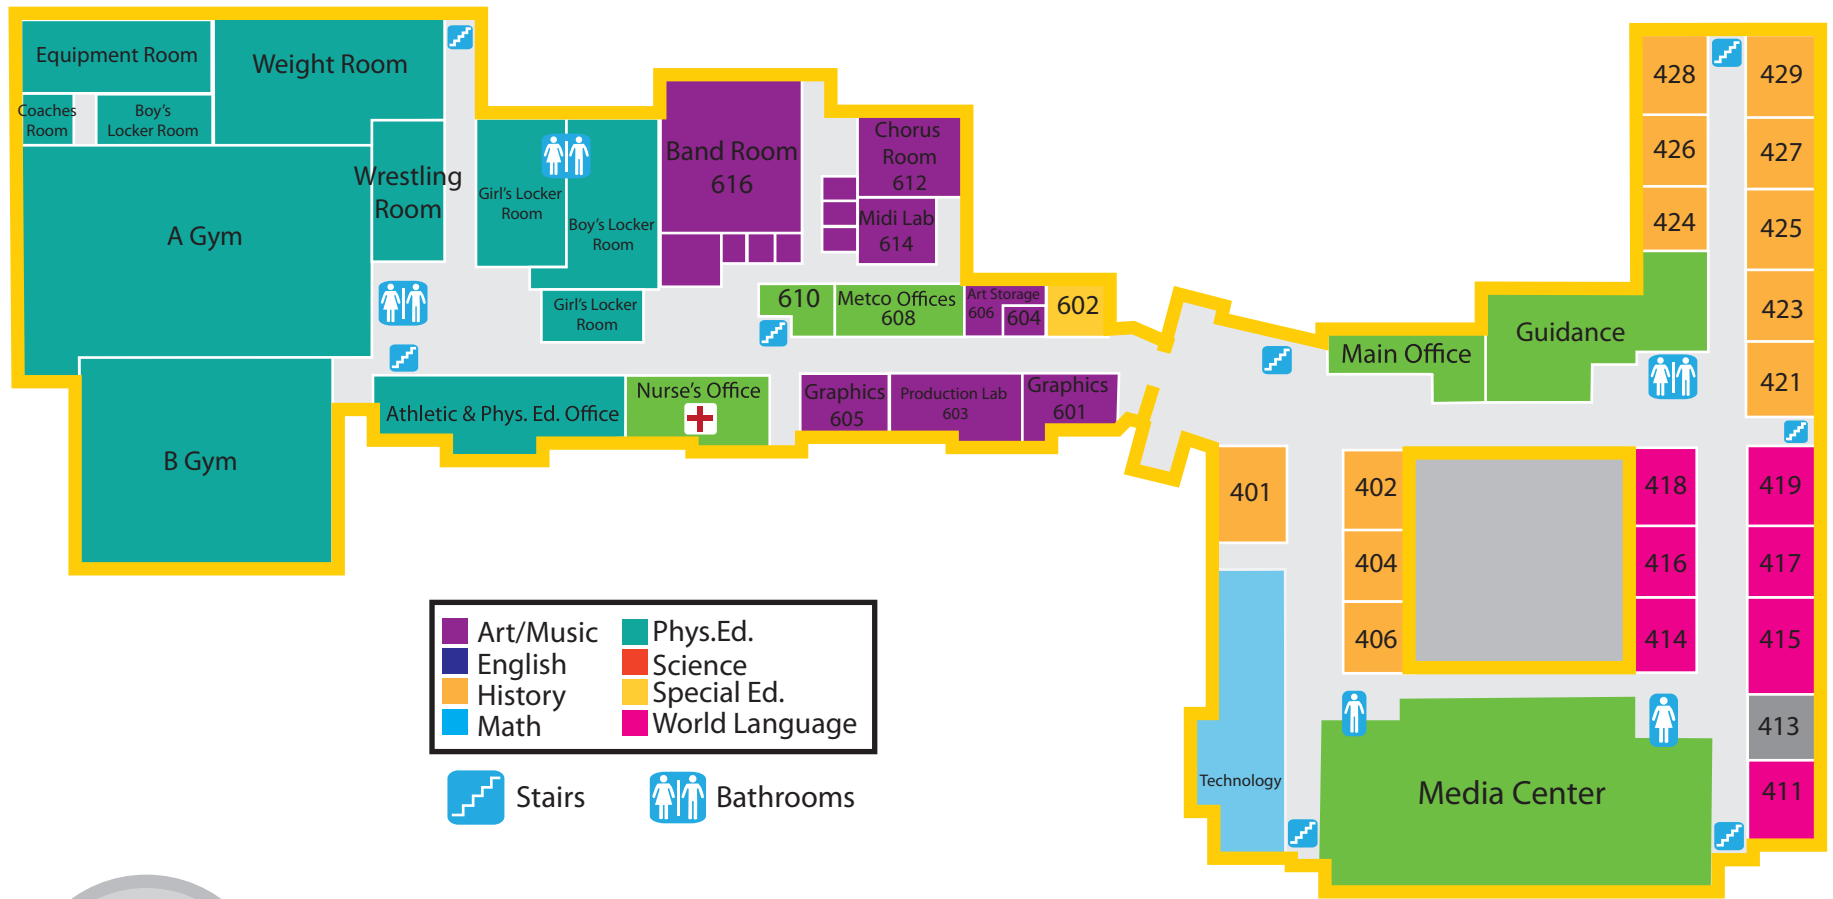 Equipment Room
Weight Room
Coaches
Room
Boy's
Locker Room
Wrestling
Room
A Gym
B Gym
Girl's Locker
Room
Boy's Locker
Room
Girl's Locker
Room
Band Room
616
Chorus
Room
612
Midi Lab
614
610
Metco Offices
608
Art Storage
606
604
602
Athletic & Phys. Ed. Office
Nurse's Office
Graphics
605
Production Lab
603
Graphics
601
Main Office
Guidance
428
429
426
427
424
425
423
421
401
402
404
406
418
419
416
417
414
415
413
411
Technology
Media Center
Art/Music
English
History
Math
Phys.Ed.
Science
Special Ed.
World Language
Stairs
Bathrooms